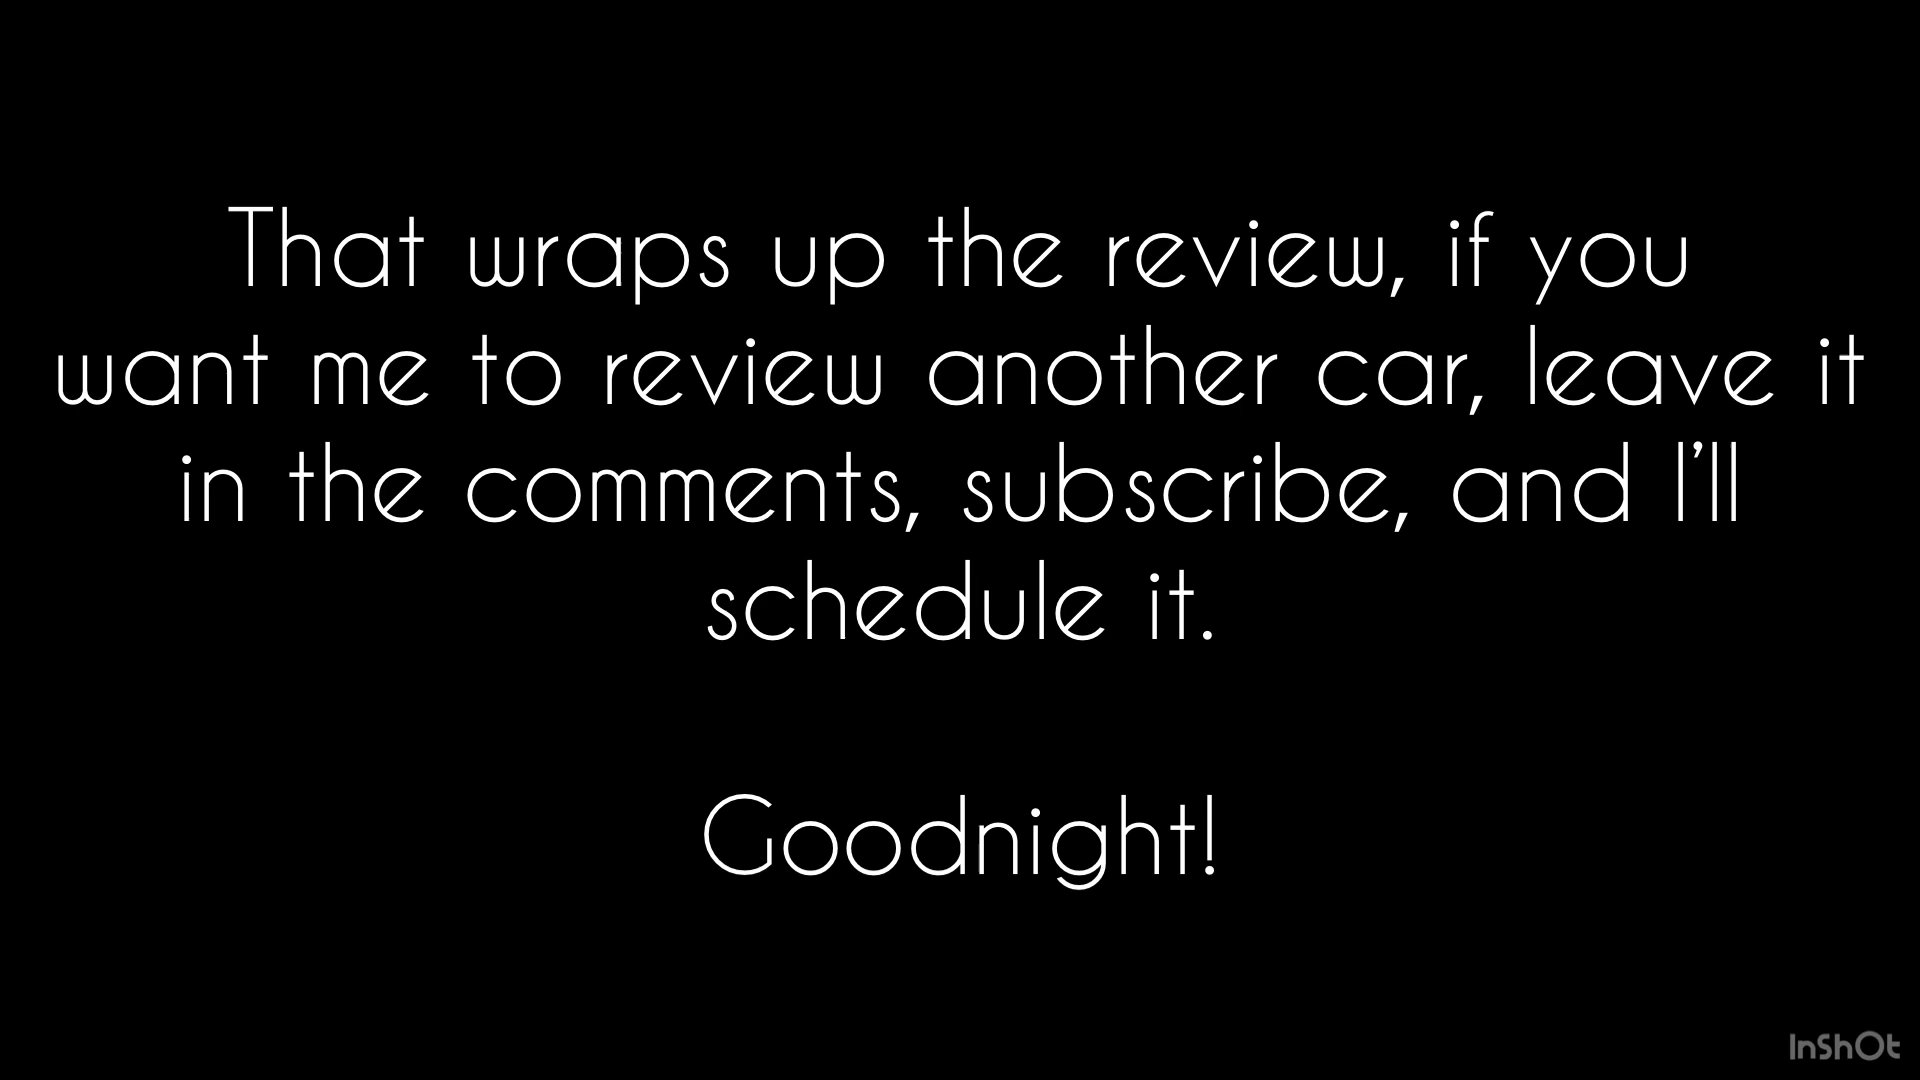 That wraps up the review, if you
want me to review another car, leave it
in the comments, subscribe, and I'll
schedule it.
Goodnight!
InShOt